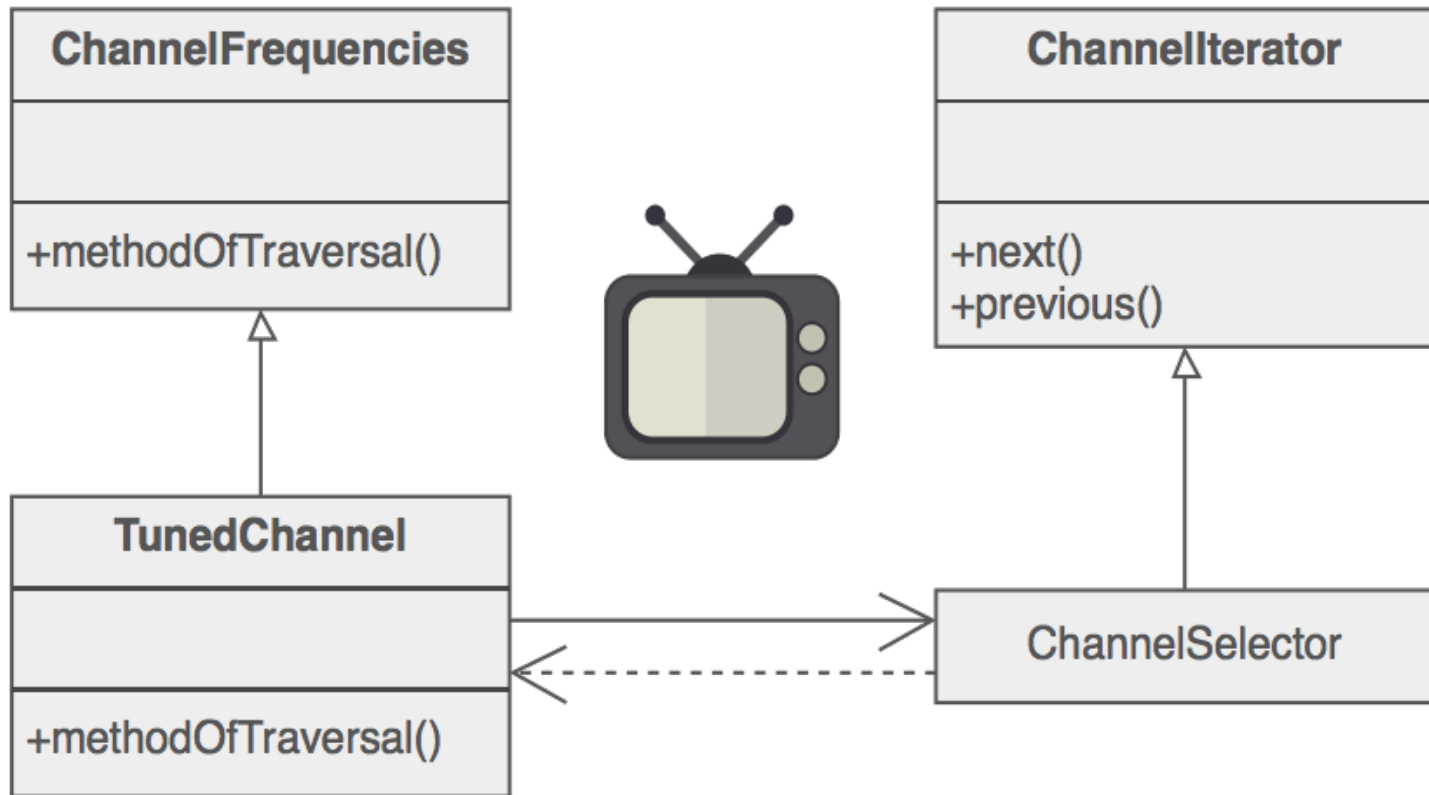 ChannelFrequencies
+methodOfTraversal()
ChannelIterator
+next()
+previous()
TunedChannel
+methodOfTraversal()
ChannelSelector